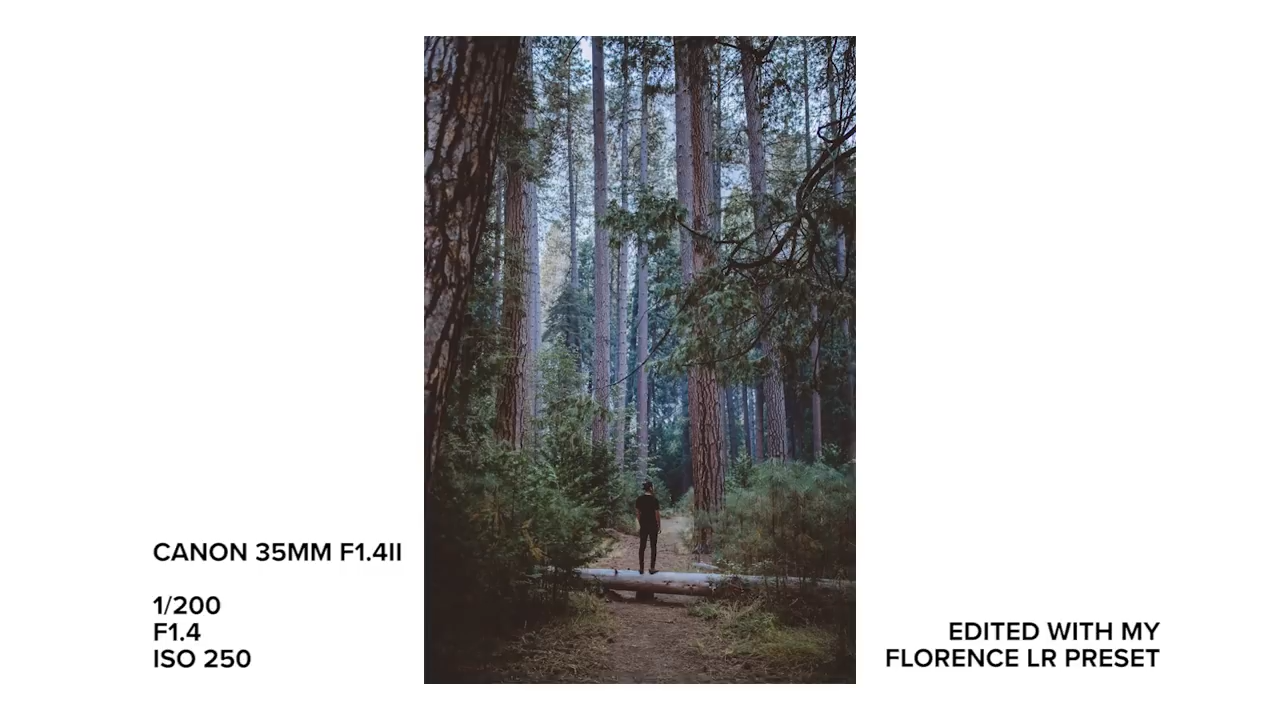 CANON 35MM F1.4II
1/200
F1.4
ISO 250
EDITED WITH MY
FLORENCE LR PRESET